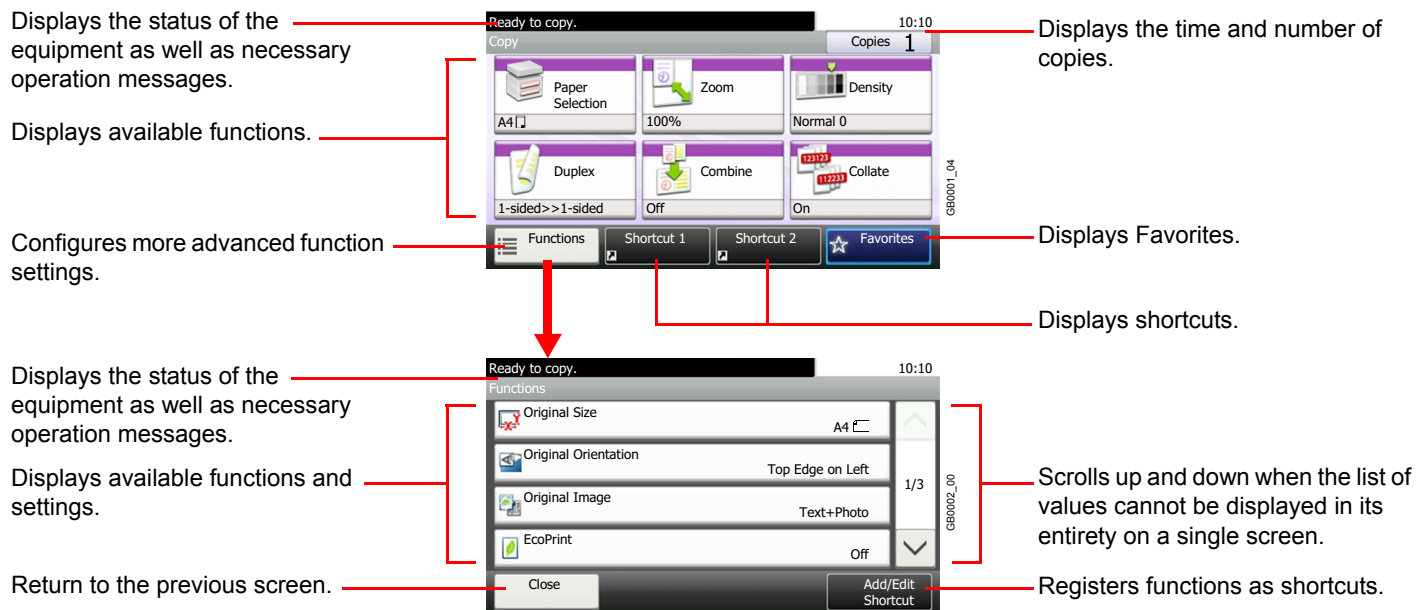 Displays the status of the
equipment as well as necessary
operation messages.
Displays available functions.
Configures more advanced function
settings.
Ready to copy.
10:10
Copy
Copies 1
Paper
Selection
A4
Zoom
100%
Density
Normal 0
Duplex
1-sided>>1-sided
Combine
Off
123123
112233
Collate
On
Functions
Shortcut 1
Shortcut 2
Favorites
GB0001_04
Displays the time and number of
copies.
Displays Favorites.
Displays shortcuts.
Displays the status of the
equipment as well as necessary
operation messages.
Displays available functions and
settings.
Return to the previous screen.
Ready to copy.
10:10
Functions
Original Size
A4
Original Orientation
Top Edge on Left
Original Image
Text+Photo
EcoPrint
Off
1/3
Close
Add/Edit
Shortcut
GB0002_00
Scrolls up and down when the list of
values cannot be displayed in its
entirety on a single screen.
Registers functions as shortcuts.